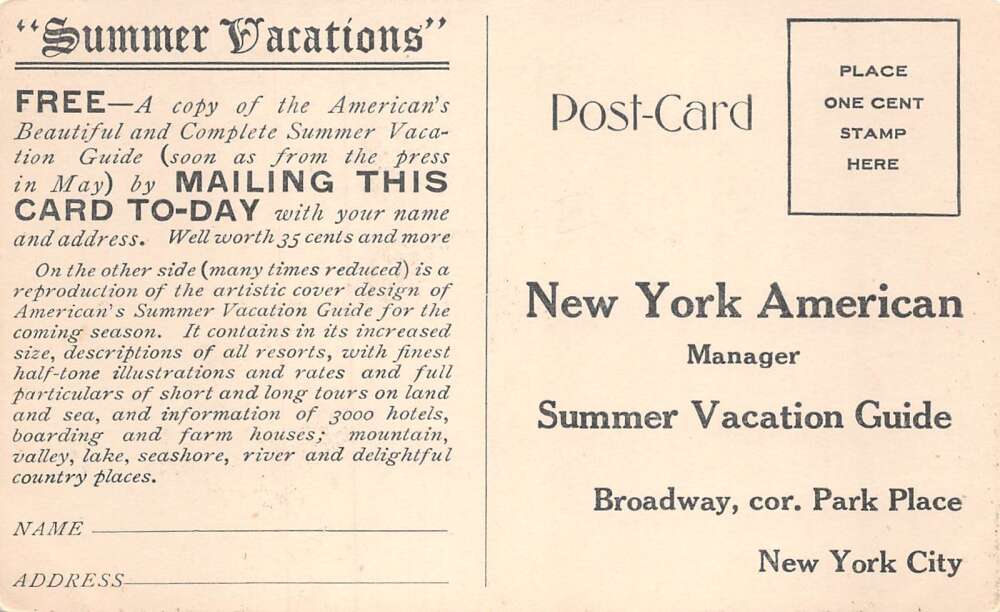 "Summer Vacations"
FREE—A copy of the American's
Beautiful and Complete Summer Vaca-
tion Guide (soon as from the press
in May) by MAILING THIS
CARD TO-DAY with your name
and address. Well worth 35 cents and more
On the other side (many times reduced) is a
reproduction of the artistic cover design of
American's Summer Vacation Guide for the
coming season. It contains in its increased
size, descriptions of all resorts, with finest
half-tone illustrations and rates and full
particulars of short and long tours on land
and sea, and information of 3000 hotels,
boarding and farm houses; mountain,
valley, lake, seashore, river and delightful
country places.
NAME
ADDRESS
Post-Card
PLACE
ONE CENT
STAMP
HERE
New York American
Manager
Summer Vacation Guide
Broadway, cor. Park Place
New York City